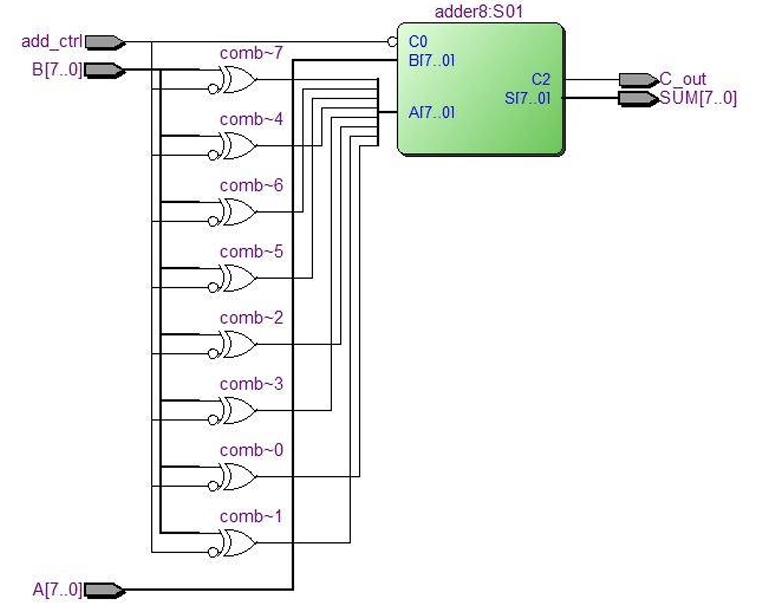 adder8:S01
add_ctrl
C0
comb~7
B[7..0]
B[7..0]
C2
C_out
S[7..0]
SUM[7..0]
A[7..0]
comb~4
comb~6
comb~5
comb~2
comb~3
comb~0
comb~1
A[7..0]